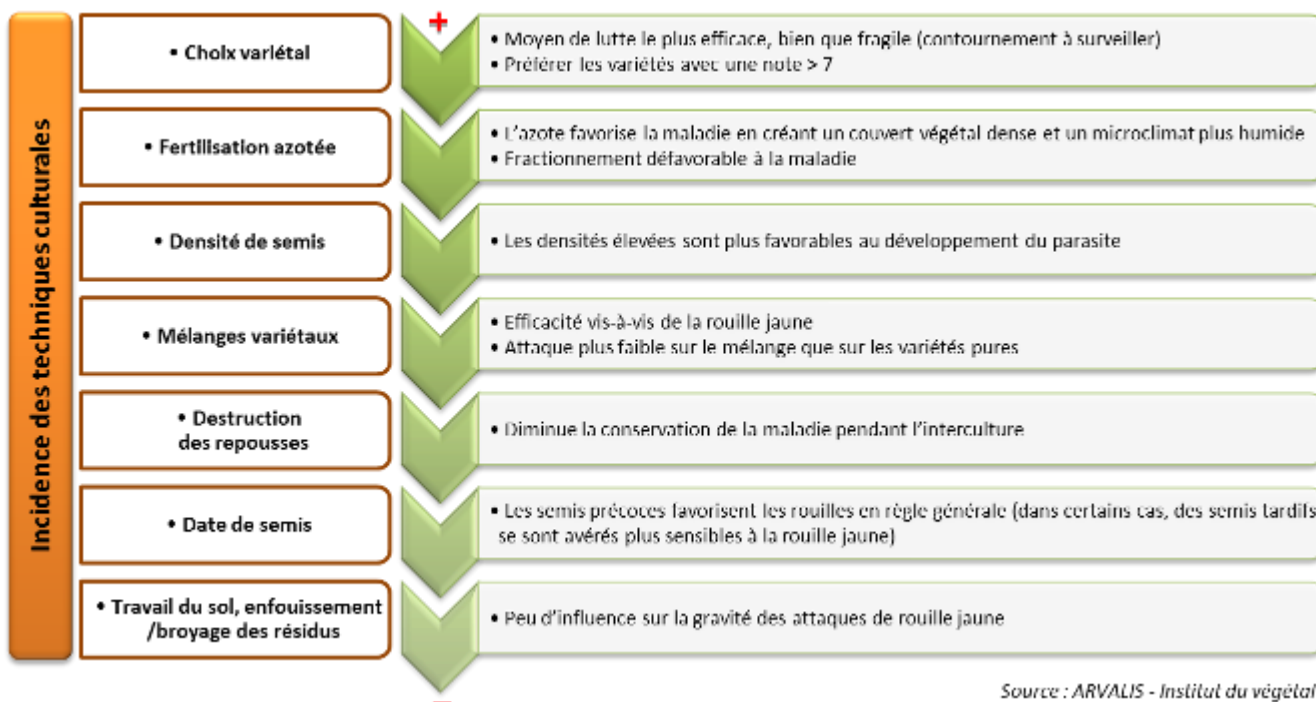 Incidence des techniques culturales
+
• Choix variétal
• Moyen de lutte le plus efficace, bien que fragile (contournement à surveiller)
• Préférer les variétés avec une note > 7
• Fertilisation azotée
• L'azote favorise la maladie en créant un couvert végétal dense et un microclimat plus humide
• Fractionnement défavorable à la maladie
• Densité de semis
• Les densités élevées sont plus favorables au développement du parasite
• Mélanges variétaux
• Efficacité vis-à-vis de la rouille jaune
• Attaque plus faible sur le mélange que sur les variétés pures
• Destruction
des repousses
• Diminue la conservation de la maladie pendant l'interculture
• Date de semis
• Les semis précoces favorisent les rouilles en règle générale (dans certains cas, des semis tardifs
se sont avérés plus sensibles à la rouille jaune)
• Travail du sol, enfouissement
/broyage des résidus
• Peu d'influence sur la gravité des attaques de rouille jaune
Source : ARVALIS - Institut du végétal